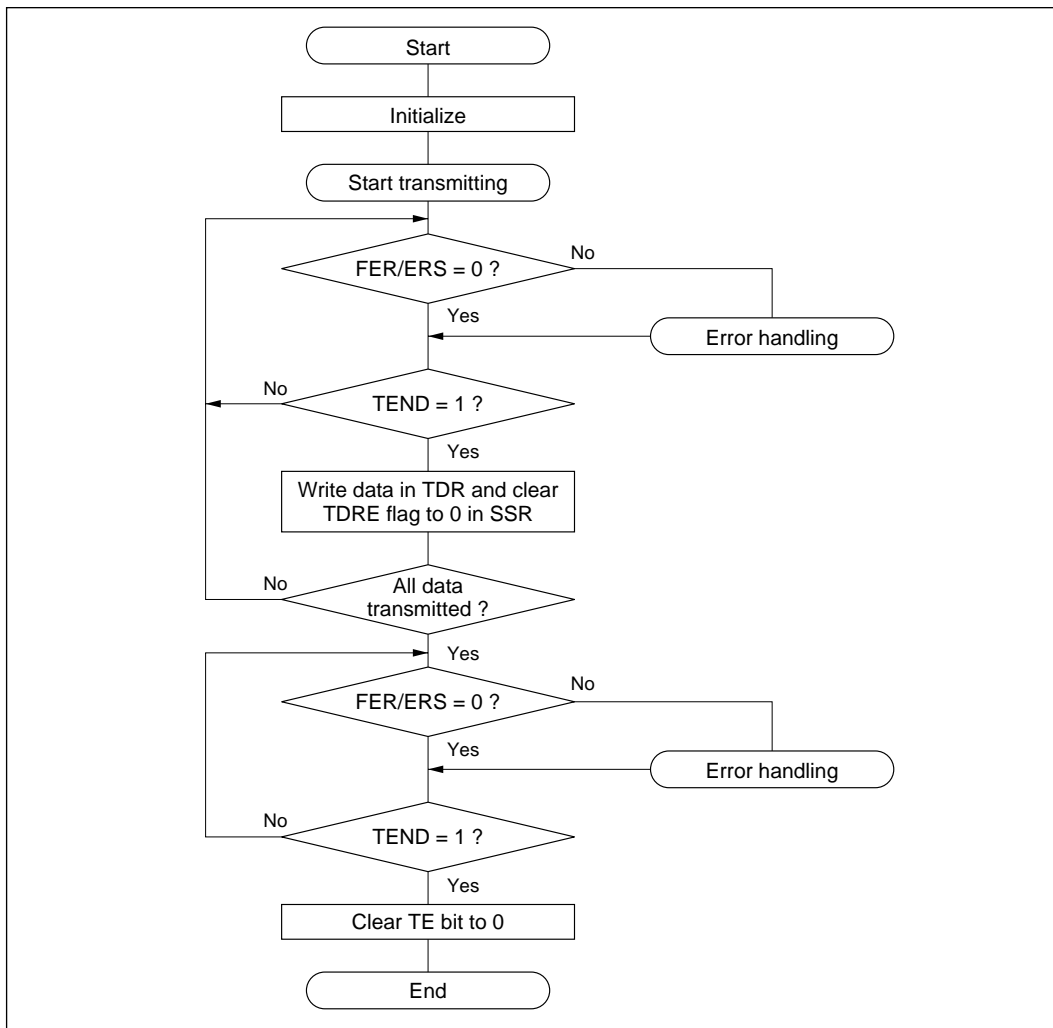 Start
Initialize
Start transmitting
FER/ERS = 0 ?
No
Yes
Error handling
No
TEND = 1 ?
Yes
Write data in TDR and clear
TDRE flag to 0 in SSR
No
All data
transmitted ?
Yes
FER/ERS = 0 ?
No
Yes
Error handling
No
TEND = 1 ?
Yes
Clear TE bit to 0
End